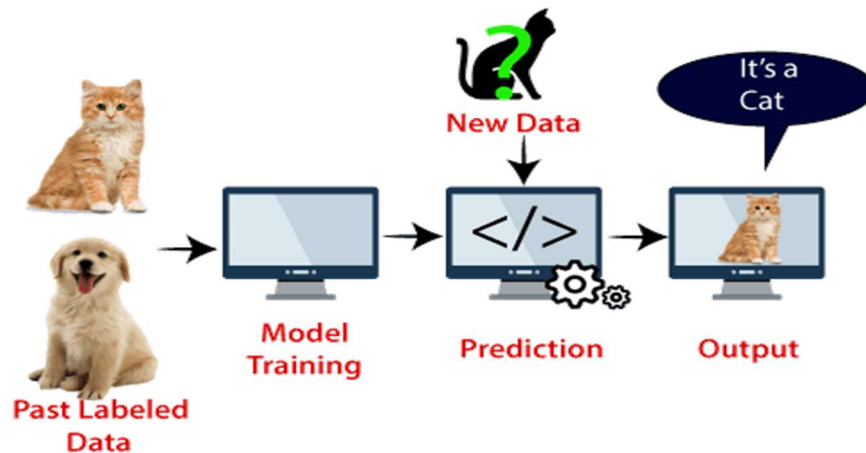 ?
New Data
It's a
Cat
</>
Model
Training
Prediction
Output
Past Labeled
Data